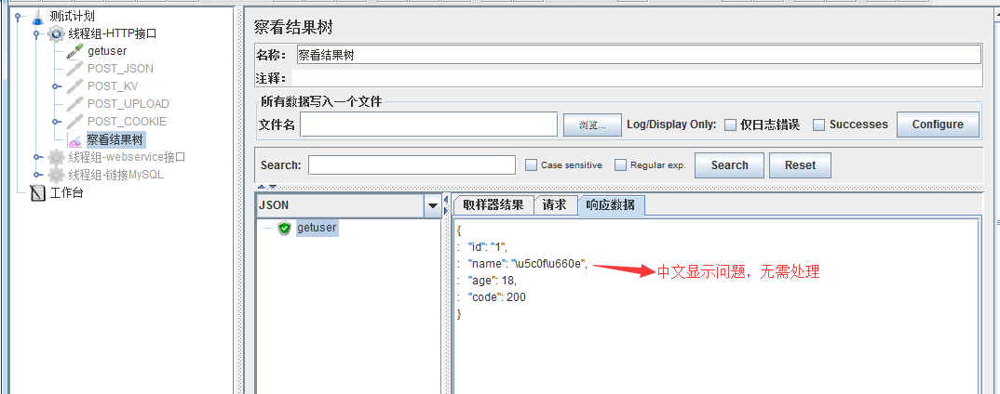 测试计划
线程组-HTTP接口
getuser
POST_JSON
POST_KV
POST_UPLOAD
POST_COOKIE
察看结果树
线程组-webservice接口
线程组-链接MySQL
工作台
察看结果树
名称： 察看结果树
注释：
所有数据写入一个文件
文件名 浏览... Log/Display Only: 仅日志错误 Successes Configure
Search: Case sensitive Regular exp. Search Reset
JSON
getuser
取样器结果 请求 响应数据
{
: "id": "1",
: "name": "\u5c0f\u660e", 中文显示问题，无需处理
: "age": 18,
: "code": 200
}